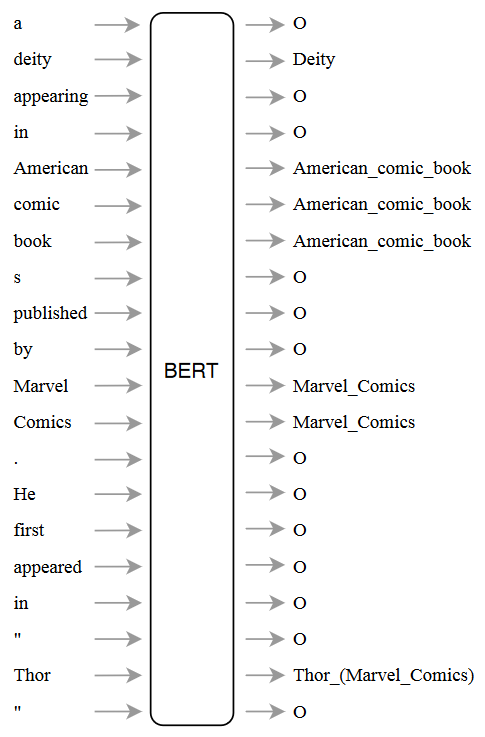 a O
deity Deity
appearing O
in O
American American_comic_book
comic American_comic_book
book American_comic_book
s O
published O
by O
BERT
Marvel Marvel_Comics
Comics Marvel_Comics
. O
He O
first O
appeared O
in O
" O
Thor Thor_(Marvel_Comics)
" O